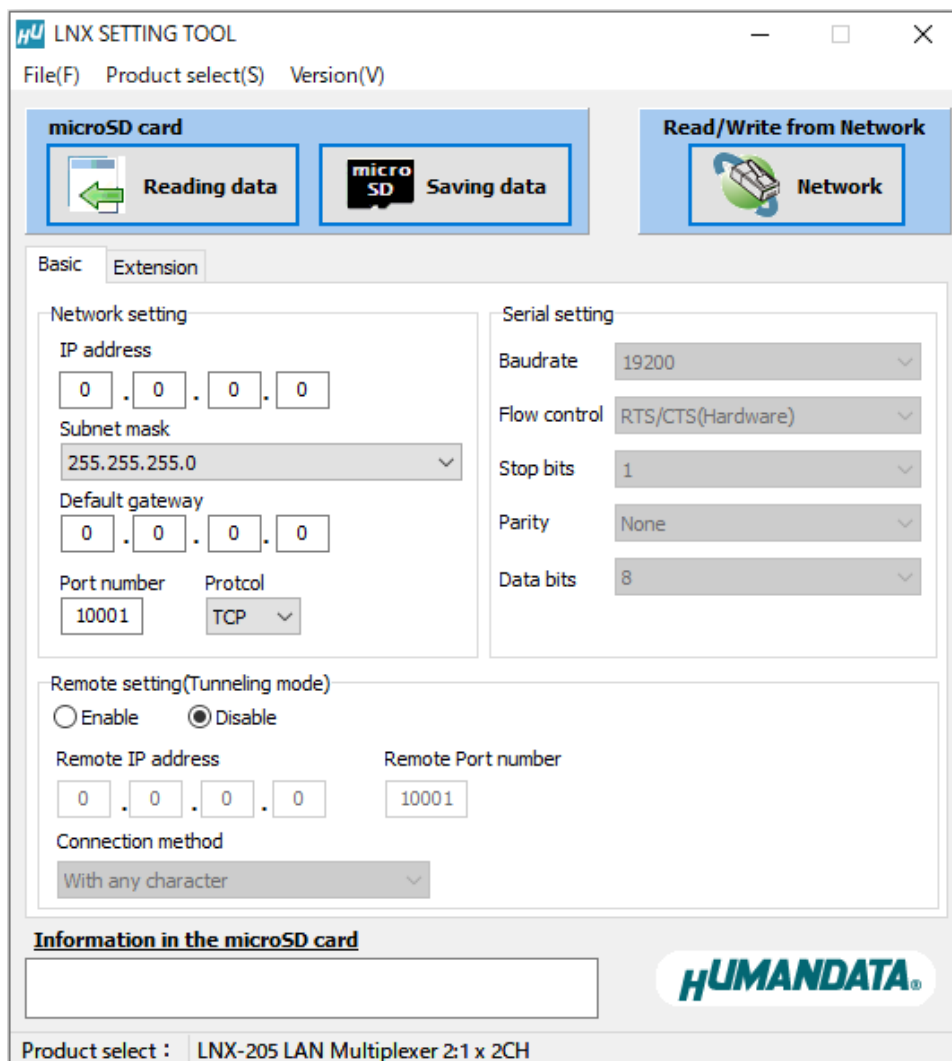 HU LNX SETTING TOOL
File(F) Product select(S) Version(V)
microSD card
Reading data
micro SD Saving data
Read/Write from Network
Network
Basic Extension
Network setting
IP address
0 . 0 . 0 . 0
Subnet mask
255.255.255.0
Default gateway
0 . 0 . 0 . 0
Port number Protcol
10001 TCP
Serial setting
Baudrate 19200
Flow control RTS/CTS(Hardware)
Stop bits 1
Parity None
Data bits 8
Remote setting(Tunneling mode)
Enable Disable
Remote IP address Remote Port number
0 . 0 . 0 . 0 10001
Connection method
With any character
Information in the microSD card
HUMANDATA®
Product select : LNX-205 LAN Multiplexer 2:1 x 2CH